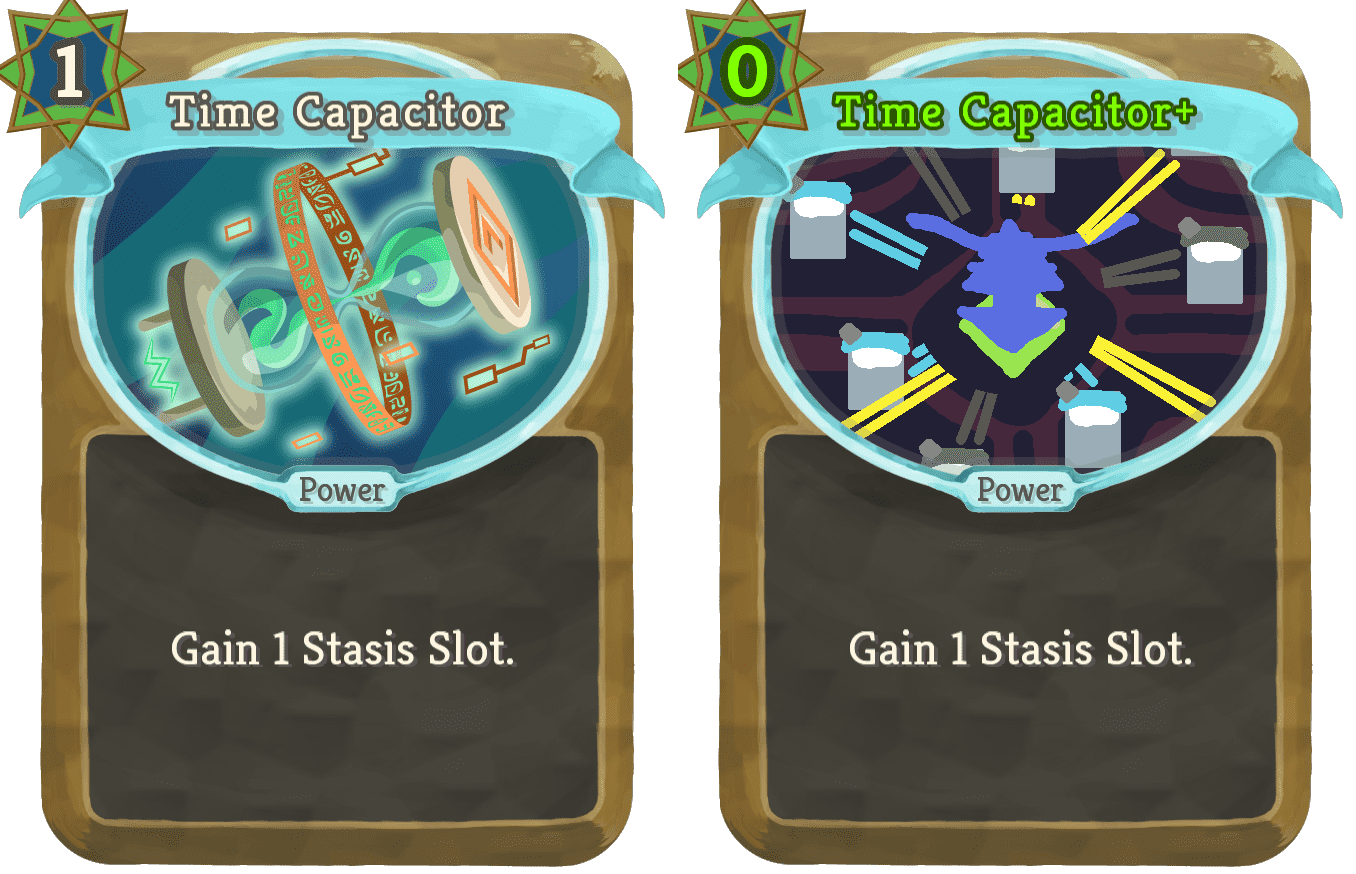 1
Time Capacitor
Power
Gain 1 Stasis Slot.
0
Time Capacitor+
Power
Gain 1 Stasis Slot.